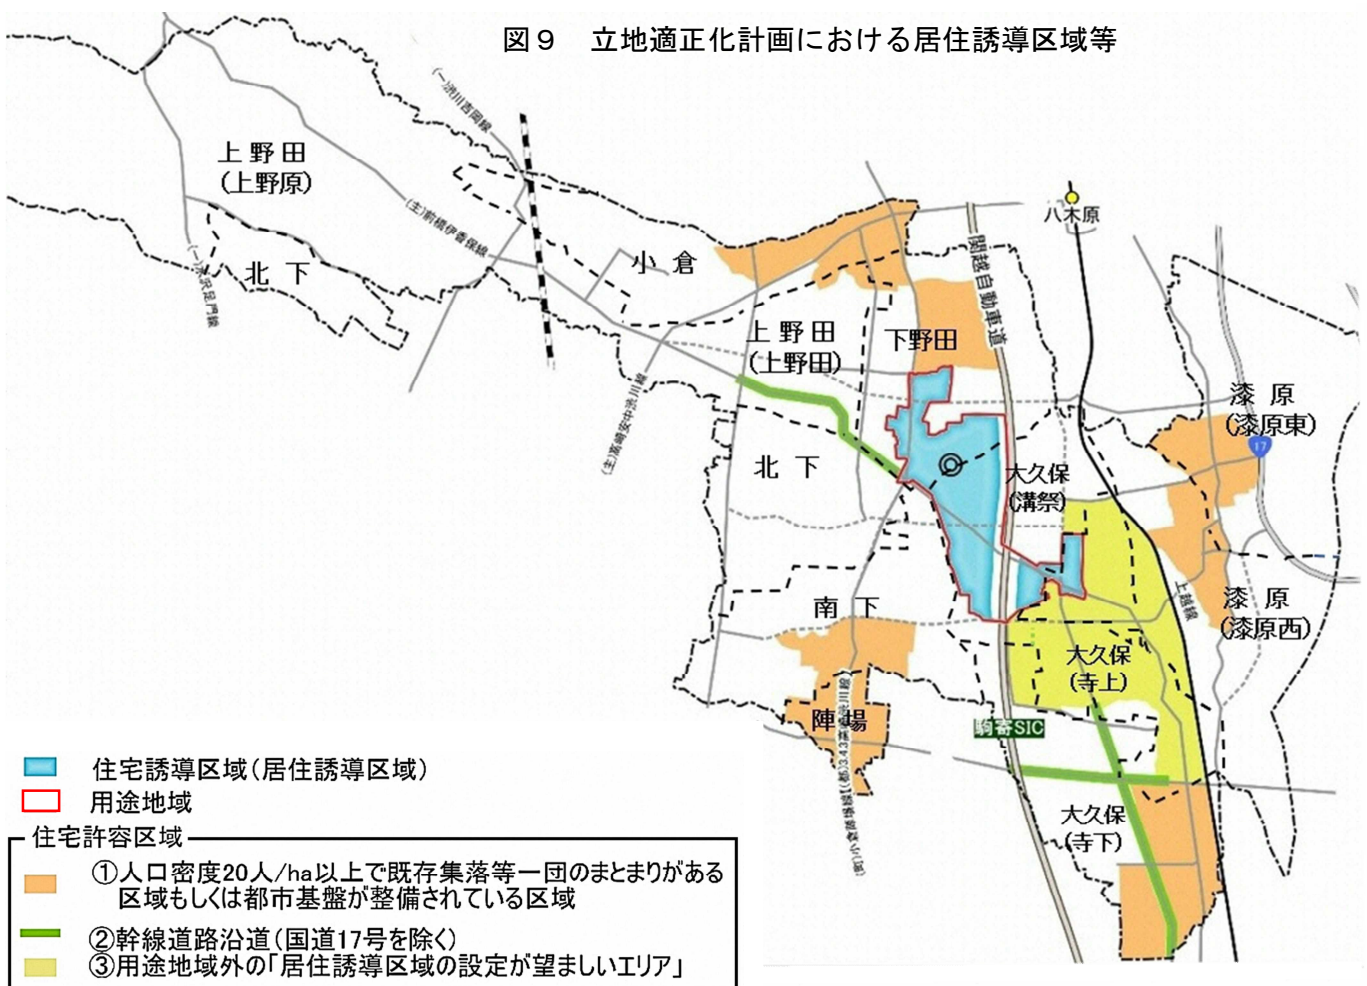 図９　立地適正化計画における居住誘導区域等
(一)渋川吉岡線
上野田
(上野原)
八木原
(主)前橋伊香保線
関越自動車道
小倉
北下
上野田
(上野田)
下野田
漆原
(漆原東)
17
(主)高崎安中渋川線
北下
大久保
(溝祭)
南下
上越線
漆原
(漆原西)
大久保
(寺上)
陣場
駒寄SIC
大久保
(寺下)
住宅誘導区域(居住誘導区域)
用途地域
住宅許容区域
①人口密度20人/ha以上で既存集落等一団のまとまりがある
区域もしくは都市基盤が整備されている区域
②幹線道路沿道(国道17号を除く)
③用途地域外の「居住誘導区域の設定が望ましいエリア」